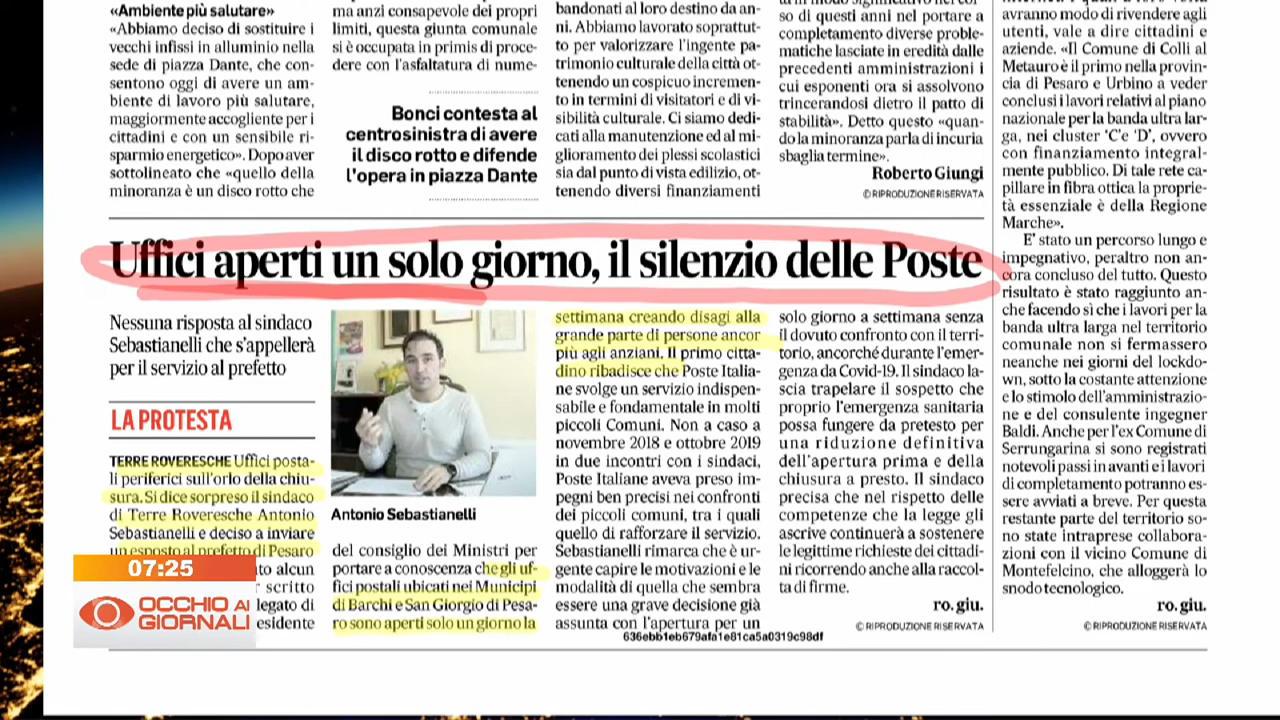 «Ambiente più salutare»
«Abbiamo deciso di sostituire i
vecchi infissi in alluminio nella
sede di piazza Dante, che con-
sentono oggi di avere un am-
biente di lavoro più salutare,
maggiormente accogliente per i
cittadini e con un sensibile ri-
sparmio energetico». Dopo aver
sottolineato che «quello della
minoranza è un disco rotto che
ma anzi consapevole dei propri
limiti, questa giunta comunale
si è occupata in primis di proce-
dere con l'asfaltatura di nume-
Bonci contesta al
centrosinistra di avere
il disco rotto e difende
l'opera in piazza Dante
bandonati al loro destino da an-
ni. Abbiamo lavorato soprattut-
to per valorizzare l'ingente pa-
trimonio culturale della città ot-
tenendo un cospicuo incremen-
to in termini di visitatori e di vi-
sibilità culturale. Ci siamo dedi-
cati alla manutenzione ed al mi-
glioramento dei plessi scolastici
sia dal punto di vista edilizio, ot-
tenendo diversi finanziamenti
so di questi anni nel portare a
completamento diverse proble-
matiche lasciate in eredità dalle
precedenti amministrazioni i
cui esponenti ora si assolvono
trincerandosi dietro il patto di
stabilità». Detto questo «quan-
do la minoranza parla di incuria
sbaglia termine».
Roberto Giungi
© RIPRODUZIONE RISERVATA
avranno modo di rivendere agli
utenti, vale a dire cittadini e
aziende. «Il Comune di Colli al
Metauro è il primo nella provin-
cia di Pesaro e Urbino a veder
conclusi i lavori relativi al piano
nazionale per la banda ultra lar-
ga, nei cluster 'C' e 'D', ovvero
con finanziamento integral-
mente pubblico. Di tale rete ca-
pillare in fibra ottica la proprie-
tà essenziale è della Regione
Marche».
E' stato un percorso lungo e
impegnativo, peraltro non an-
cora concluso del tutto. Questo
risultato è stato raggiunto an-
che facendo sì che i lavori per la
banda ultra larga nel territorio
comunale non si fermassero
neanche nei giorni del lockdo-
wn, sotto la costante attenzione
e lo stimolo dell'amministrazio-
ne e del consulente ingegner
Baldi. Anche per l'ex Comune di
Serrungarina si sono registrati
notevoli passi in avanti e i lavori
di completamento potranno es-
sere avviati a breve. Per questa
restante parte del territorio so-
no state intraprese collabora-
zioni con il vicino Comune di
Montefelcino, che alloggerà lo
snodo tecnologico.
ro. giu.
© RIPRODUZIONE RISERVATA
Uffici aperti un solo giorno, il silenzio delle Poste
Nessuna risposta al sindaco
Sebastianelli che s'appellerà
per il servizio al prefetto
LA PROTESTA
TERRE ROVERESCHE Uffici posta-
li periferici sull'orlo della chiu-
sura. Si dice sorpreso il sindaco
di Terre Roveresche Antonio
Sebastianelli e deciso a inviare
un esposto al prefetto di Pesaro
to alcun
scritto
legato di
esidente
Antonio Sebastianelli
del consiglio dei Ministri per
portare a conoscenza che gli uf-
fici postali ubicati nei Municipi
di Barchi e San Giorgio di Pesa-
ro sono aperti solo un giorno la
settimana creando disagi alla
grande parte di persone ancor
più agli anziani. Il primo citta-
dino ribadisce che Poste Italia-
ne svolge un servizio indispen-
sabile e fondamentale in molti
piccoli Comuni. Non a caso a
novembre 2018 e ottobre 2019
in due incontri con i sindaci,
Poste Italiane aveva preso im-
pegni ben precisi nei confronti
dei piccoli comuni, tra i quali
quello di rafforzare il servizio.
Sebastianelli rimarca che è ur-
gente capire le motivazioni e le
modalità di quella che sembra
essere una grave decisione già
assunta con l'apertura per un
solo giorno a settimana senza
il dovuto confronto con il terri-
torio, ancorché durante l'emer-
genza da Covid-19. Il sindaco la-
scia trapelare il sospetto che
proprio l'emergenza sanitaria
possa fungere da pretesto per
una riduzione definitiva
dell'apertura prima e della
chiusura a presto. Il sindaco
precisa che nel rispetto delle
competenze che la legge gli
ascrive continuerà a sostenere
le legittime richieste dei cittadi-
ni ricorrendo anche alla raccol-
ta di firme.
ro. giu.
© RIPRODUZIONE RISERVATA
636ebb1eb679afa1e81ca5a0319c98df
07:25
OCCHIO AI
GIORNALI